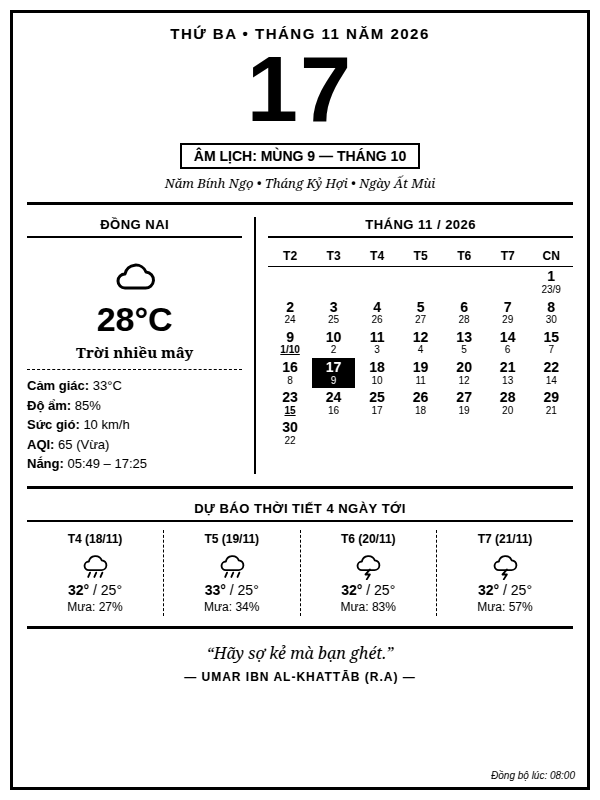 THỨ BA • THÁNG 11 NĂM 2026
17
ÂM LỊCH: MÙNG 9 — THÁNG 10
Năm Bính Ngọ • Tháng Kỷ Hợi • Ngày Ất Mùi
ĐỒNG NAI
28°C
Trời nhiều mây
Cảm giác: 33°C
Độ ẩm: 85%
Sức gió: 10 km/h
AQI: 65 (Vừa)
Nắng: 05:49 – 17:25
THÁNG 11 / 2026
T2 T3 T4 T5 T6 T7 CN
1
23/9
2 3 4 5 6 7 8
24 25 26 27 28 29 30
9 10 11 12 13 14 15
1/10 2 3 4 5 6 7
16 17 18 19 20 21 22
8 9 10 11 12 13 14
23 24 25 26 27 28 29
15 16 17 18 19 20 21
30
22
DỰ BÁO THỜI TIẾT 4 NGÀY TỚI
T4 (18/11) T5 (19/11) T6 (20/11) T7 (21/11)
32° / 25° 33° / 25° 32° / 25° 32° / 25°
Mưa: 27% Mưa: 34% Mưa: 83% Mưa: 57%
“Hãy sợ kẻ mà bạn ghét.”
— UMAR IBN AL-KHATTĀB (R.A) —
Đồng bộ lúc: 08:00